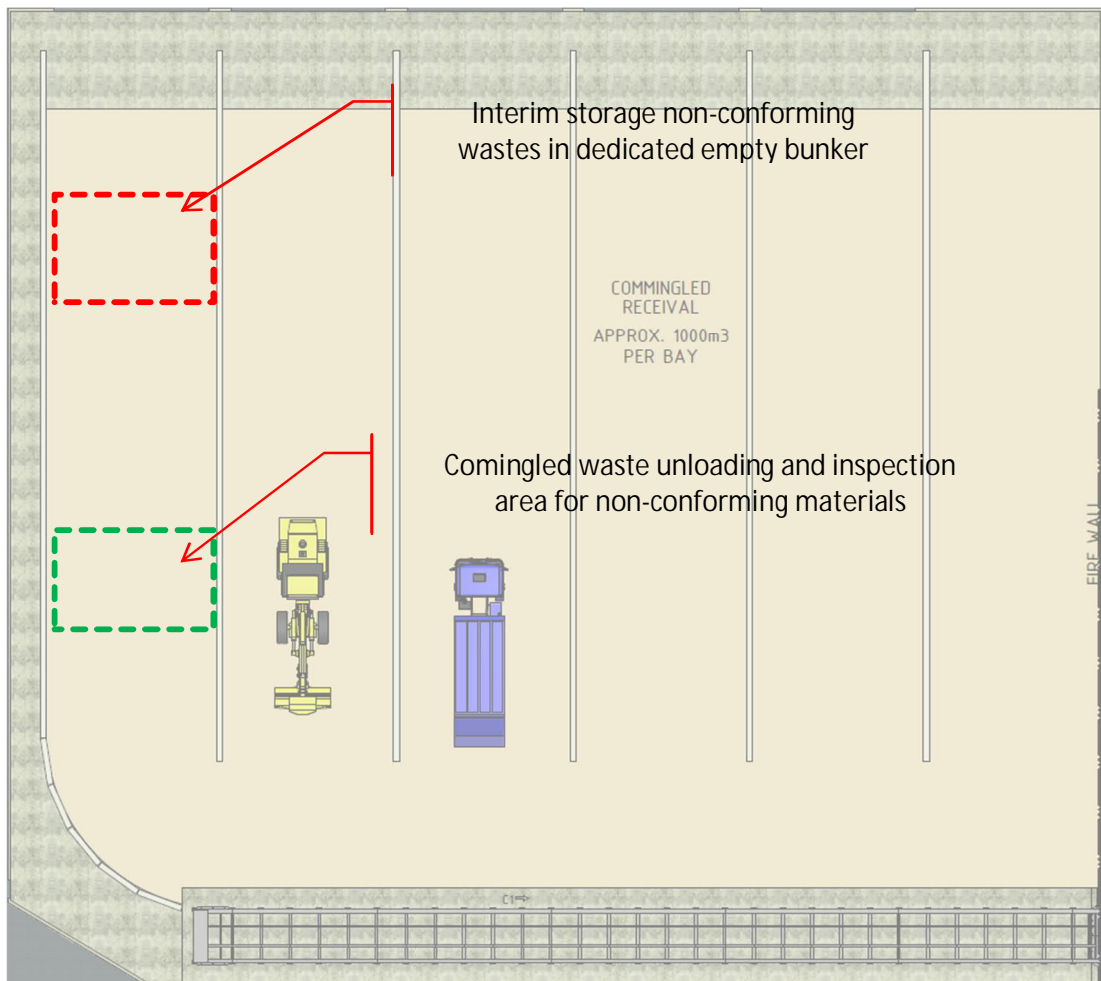 Interim storage non-conforming
wastes in dedicated empty bunker
COMMINGLED
RECEIVAL
APPROX. 1000m3
PER BAY
Comingled waste unloading and inspection
area for non-conforming materials
FIRE WALL
C1